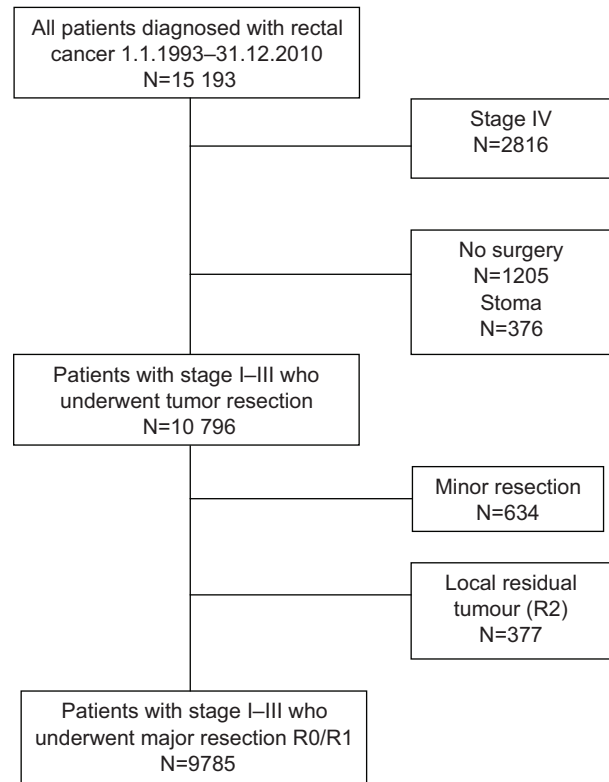 All patients diagnosed with rectal
cancer 1.1.1993–31.12.2010
N=15 193
Stage IV
N=2816
No surgery
N=1205
Stoma
N=376
Patients with stage I–III who
underwent tumor resection
N=10 796
Minor resection
N=634
Local residual
tumour (R2)
N=377
Patients with stage I–III who
underwent major resection R0/R1
N=9785